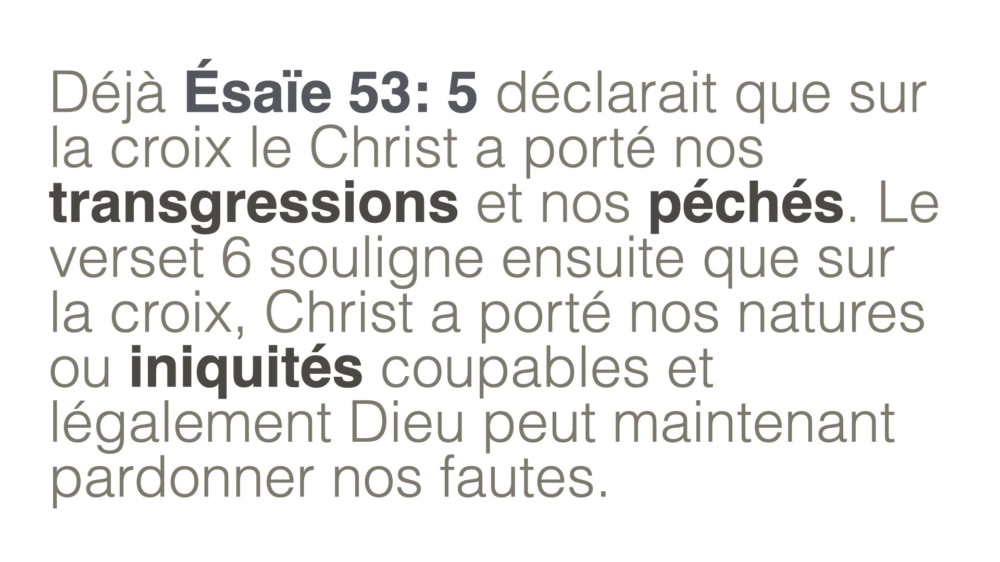 Déjà Ésaïe 53: 5 déclarait que sur
la croix le Christ a porté nos
transgressions et nos péchés. Le
verset 6 souligne ensuite que sur
la croix, Christ a porté nos natures
ou iniquités coupables et
légalement Dieu peut maintenant
pardonner nos fautes.